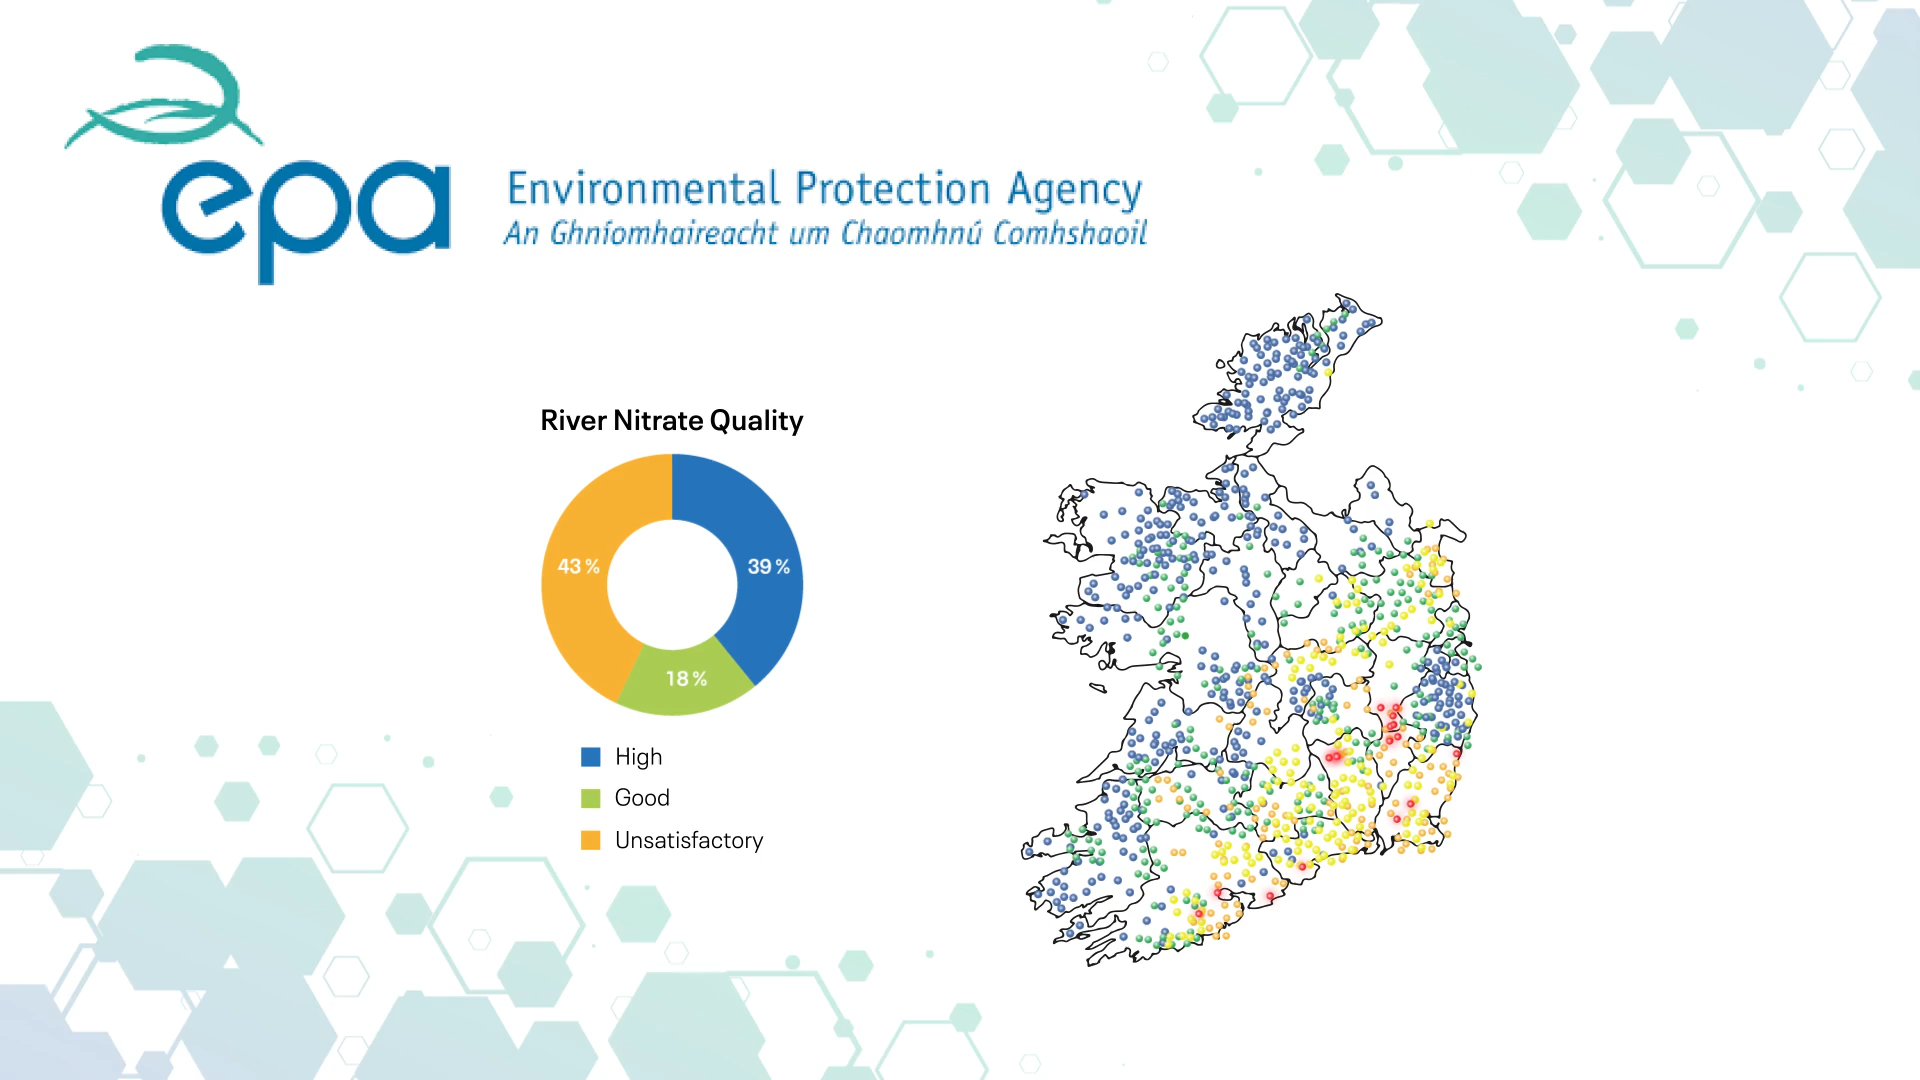 epa
Environmental Protection Agency
An Ghníomhaireacht um Chaomhnú Comhshaoil
River Nitrate Quality
43 %
39 %
18 %
High
Good
Unsatisfactory